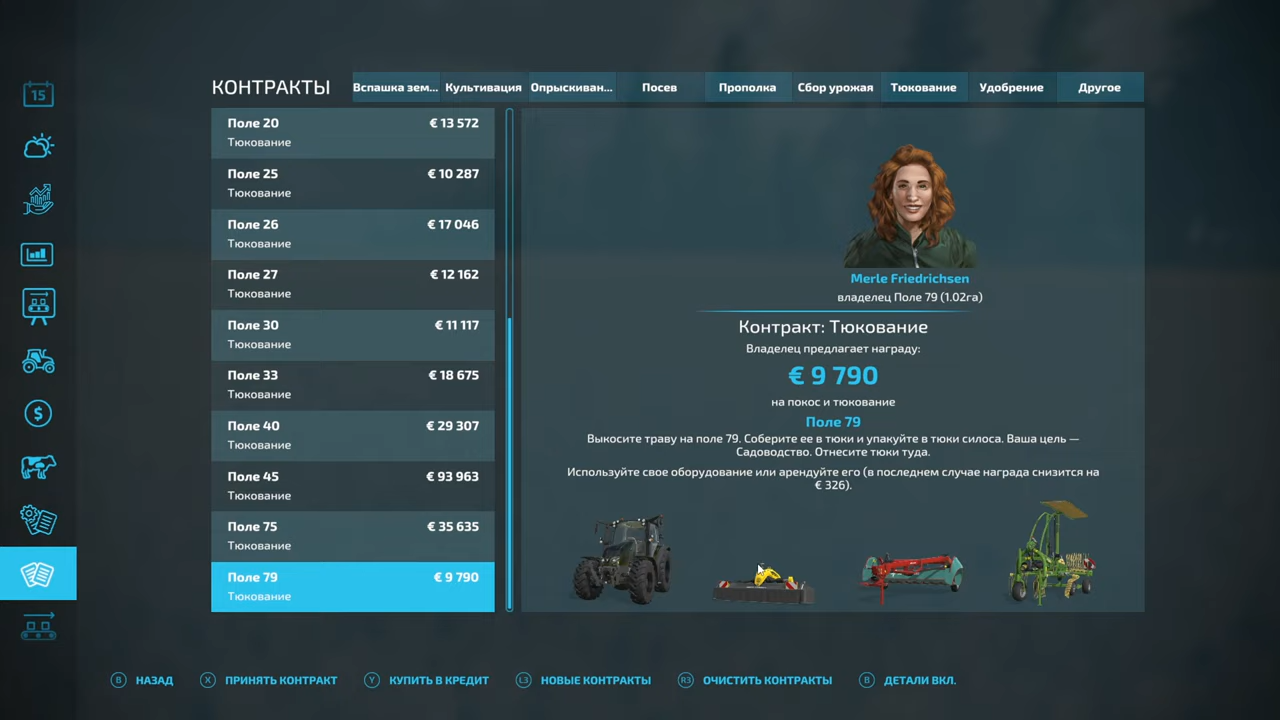 15
КОНТРАКТЫ
Вспашка зем...
Культивация
Опрыскиван...
Посев
Прополка
Сбор урожая
Тюкование
Удобрение
Другое
Поле 20 € 13 572
Тюкование
Поле 25 € 10 287
Тюкование
Поле 26 € 17 046
Тюкование
Поле 27 € 12 162
Тюкование
Поле 30 € 11 117
Тюкование
Поле 33 € 18 675
Тюкование
Поле 40 € 29 307
Тюкование
Поле 45 € 93 963
Тюкование
Поле 75 € 35 635
Тюкование
Поле 79 € 9 790
Тюкование
Merle Friedrichsen
владелец Поле 79 (1.02га)
Контракт: Тюкование
Владелец предлагает награду:
€ 9 790
на покос и тюкование
Поле 79
Выкосите траву на поле 79. Соберите ее в тюки и упакуйте в тюки силоса. Ваша цель —
Садоводство. Отнесите тюки туда.
Используйте свое оборудование или арендуйте его (в последнем случае награда снизится на
€ 326).
B НАЗАД
X ПРИНЯТЬ КОНТРАКТ
Y КУПИТЬ В КРЕДИТ
L3 НОВЫЕ КОНТРАКТЫ
R3 ОЧИСТИТЬ КОНТРАКТЫ
B ДЕТАЛИ ВКЛ.